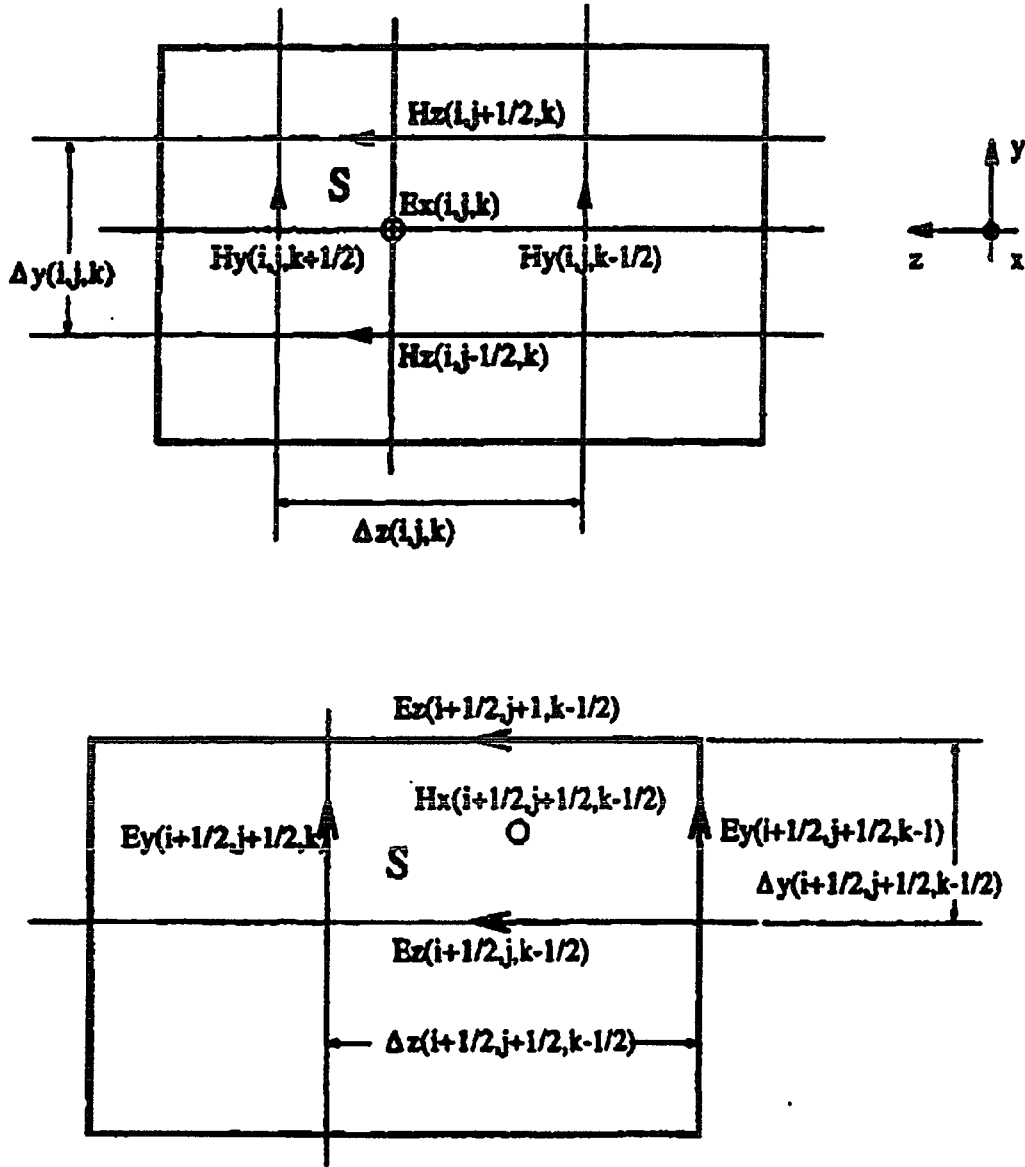 Hz(i,j+1/2,k)
y
S
Ex(i,j,k)
Hy(i,j,k+1/2)
Hy(i,j,k-1/2)
z
x
Δy(i,j,k)
Hz(i,j-1/2,k)
Δz(i,j,k)
Ez(i+1/2,j+1,k-1/2)
Hx(i+1/2,j+1/2,k-1/2)
Ey(i+1/2,j+1/2,k)
Ey(i+1/2,j+1/2,k-1)
S
Δy(i+1/2,j+1/2,k-1/2)
Ez(i+1/2,j,k-1/2)
Δz(i+1/2,j+1/2,k-1/2)